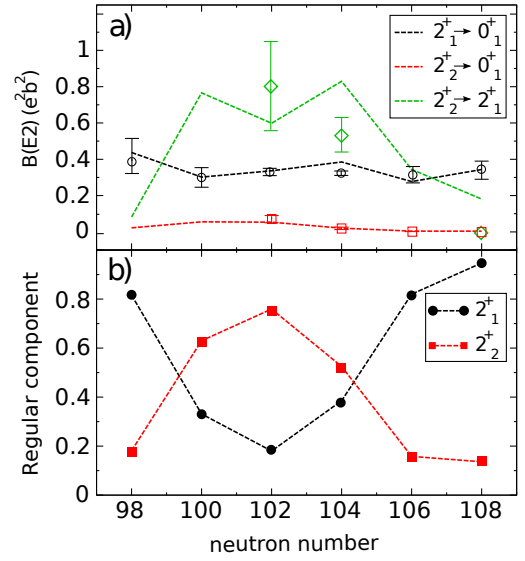 a)
2⁺₁→0⁺₁
2⁺₂→0⁺₁
2⁺₂→2⁺₁
B(E2) (e²b²)
1
0.8
0.6
0.4
0.2
0
b)
2⁺₁
2⁺₂
Regular component
0.8
0.6
0.4
0.2
0
98 100 102 104 106 108
neutron number